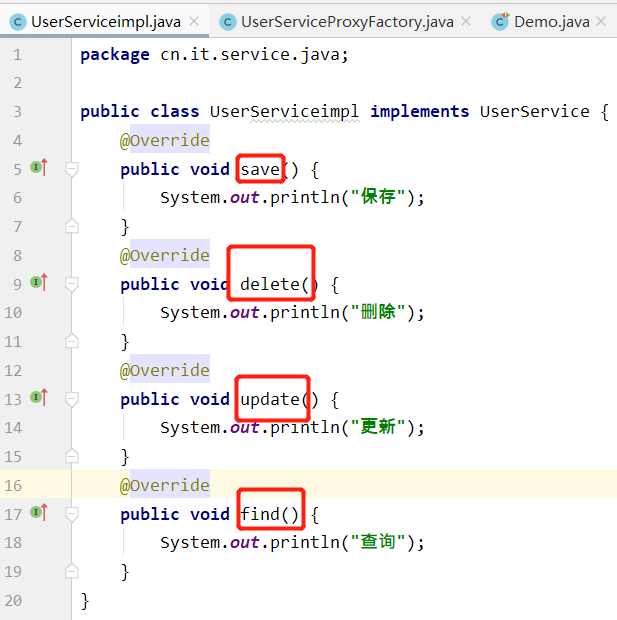 UserServiceimpl.java × UserServiceProxyFactory.java × Demo.java ×
1 package cn.it.service.java;
2
3 public class UserServiceimpl implements UserService {
4 @Override
5 public void save() {
6 System.out.println("保存");
7 }
8 @Override
9 public void delete() {
10 System.out.println("删除");
11 }
12 @Override
13 public void update() {
14 System.out.println("更新");
15 }
16 @Override
17 public void find() {
18 System.out.println("查询");
19 }
20 }